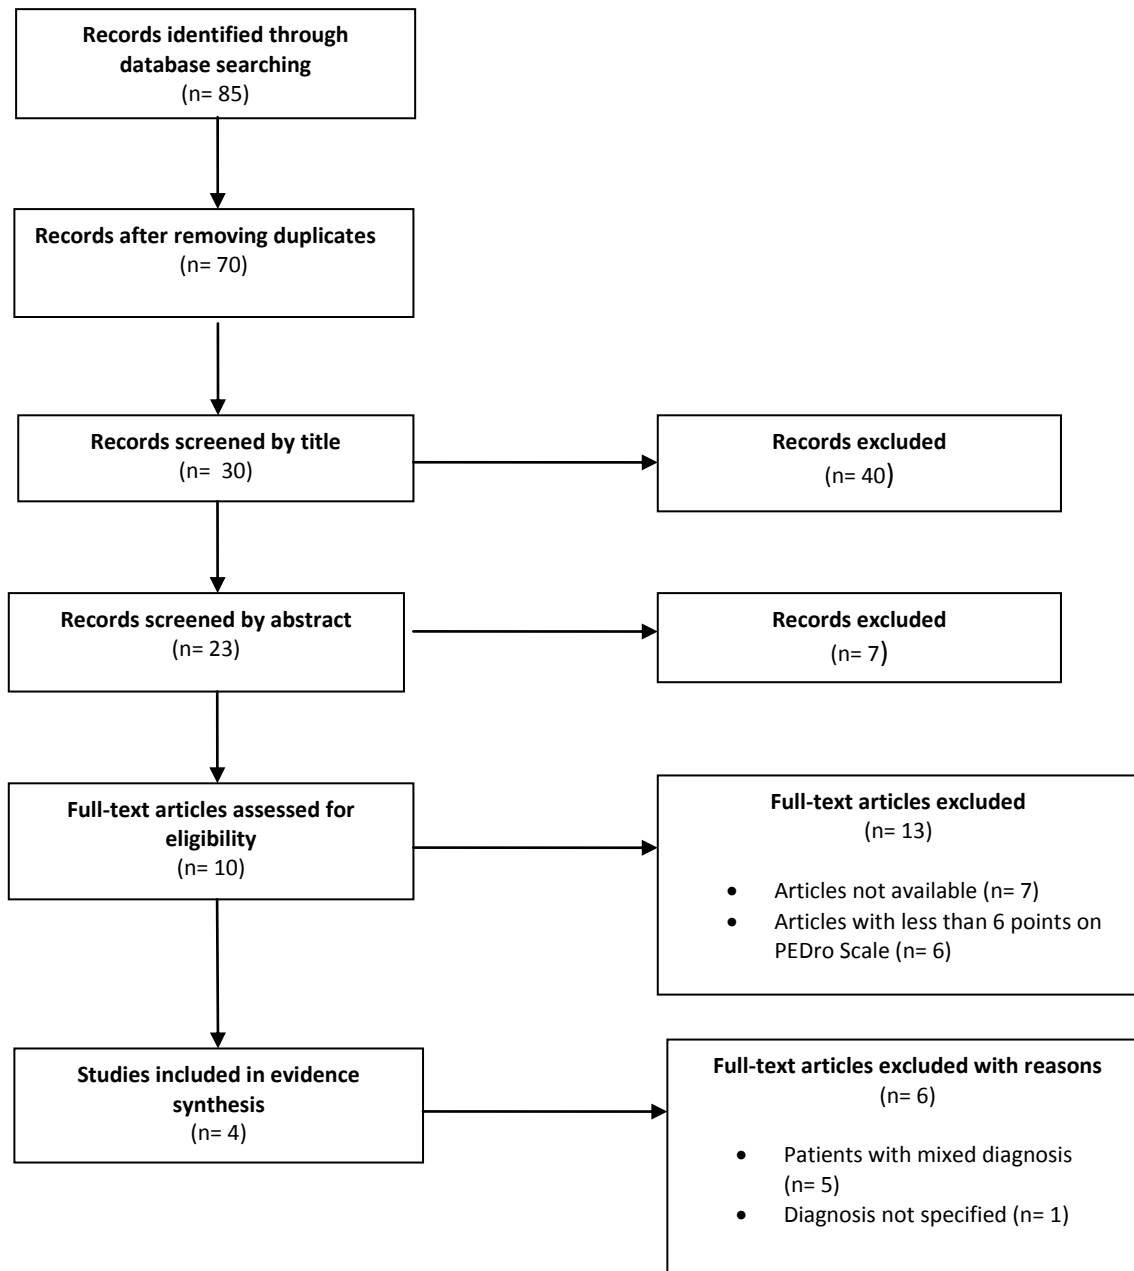 Records identified through
database searching
(n= 85)
Records after removing duplicates
(n= 70)
Records screened by title
(n=  30)
Records excluded
(n= 40)
Records screened by abstract
(n= 23)
Records excluded
(n= 7)
Full-text articles assessed for
eligibility
(n= 10)
Full-text articles excluded
(n= 13)
• Articles not available (n= 7)
• Articles with less than 6 points on
PEDro Scale (n= 6)
Studies included in evidence
synthesis
(n= 4)
Full-text articles excluded with reasons
(n= 6)
• Patients with mixed diagnosis
(n= 5)
• Diagnosis not specified (n= 1)